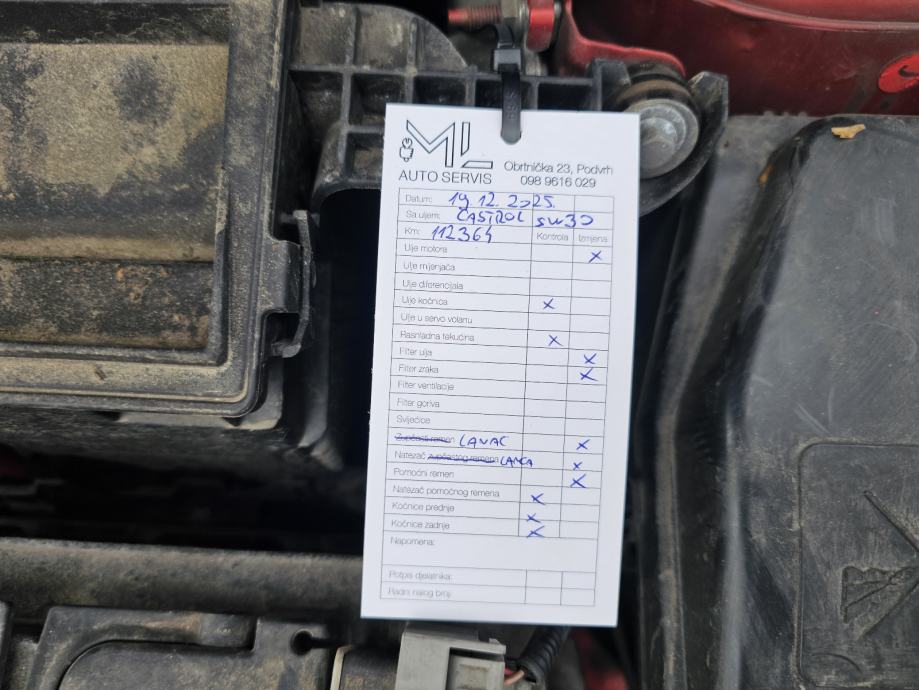 ML
AUTO SERVIS
Obrtnička 23, Podvrh
098 9616 029
Datum: 19.12.2025.
Sa uljem: CASTROL 5W30
Km: 112364 Kontrola Izmjena
Ulje motora X
Ulje mjenjača
Ulje diferencijala
Ulje kočnica X
Ulje u servo volanu
Rashladna tekućina X
Filter ulja X
Filter zraka X
Filter ventilacije
Filter goriva
Svjećice
Zupčasti remen LANAC X
Natezač zupčastog remena LANCA X
Pomoćni remen X
Natezač pomoćnog remena X
Kočnice prednje X
Kočnice zadnje X
Napomena:
Potpis djelatnika:
Radni nalog broj: